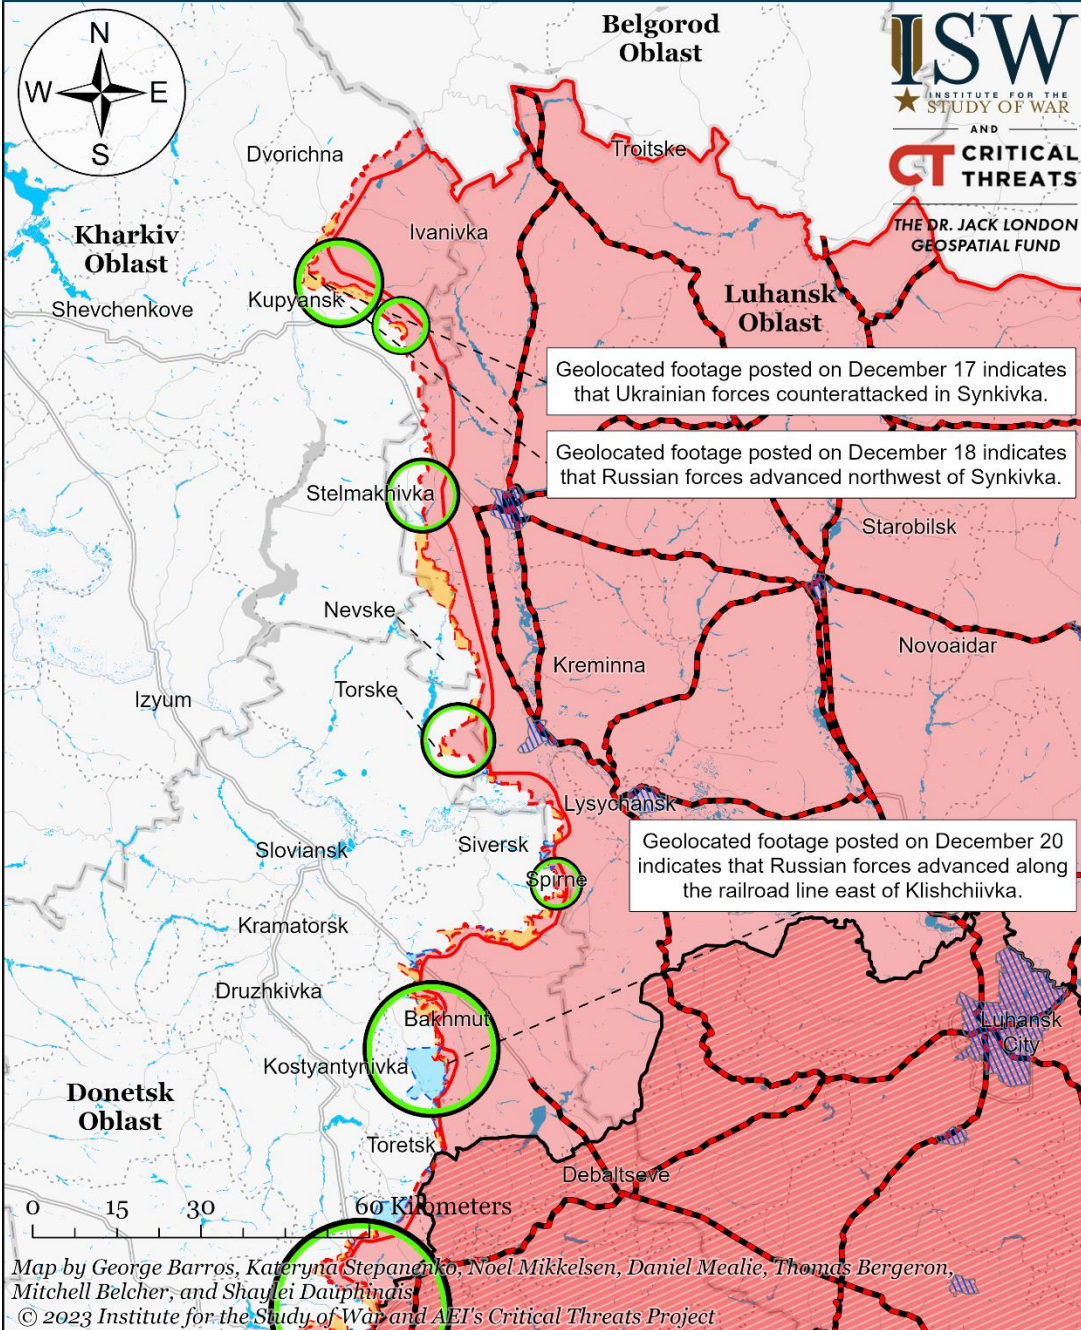 N
W
E
S
Belgorod
Oblast
ISW
INSTITUTE FOR THE
STUDY OF WAR
AND
CT CRITICAL
THREATS
THE DR. JACK LONDON
GEOSPATIAL FUND
Dvorichna
Troitske
Kharkiv
Oblast
Ivanivka
Shevchenkove
Kupyansk
Luhansk
Oblast
Geolocated footage posted on December 17 indicates
that Ukrainian forces counterattacked in Synkivka.
Geolocated footage posted on December 18 indicates
that Russian forces advanced northwest of Synkivka.
Stelmakhivka
Starobilsk
Nevske
Novoaidar
Kreminna
Torske
Izyum
Lysychansk
Siversk
Sloviansk
Geolocated footage posted on December 20
indicates that Russian forces advanced along
the railroad line east of Klishchiivka.
Spirne
Kramatorsk
Druzhkivka
Bakhmut
Luhansk
City
Kostyantynivka
Donetsk
Oblast
Toretsk
Debaltseve
0 15 30 60 Kilometers
Map by George Barros, Kateryna Stepanenko, Noel Mikkelsen, Daniel Mealie, Thomas Bergeron,
Mitchell Belcher, and Shaylei Dauphinais
© 2023 Institute for the Study of War and AEI's Critical Threats Project